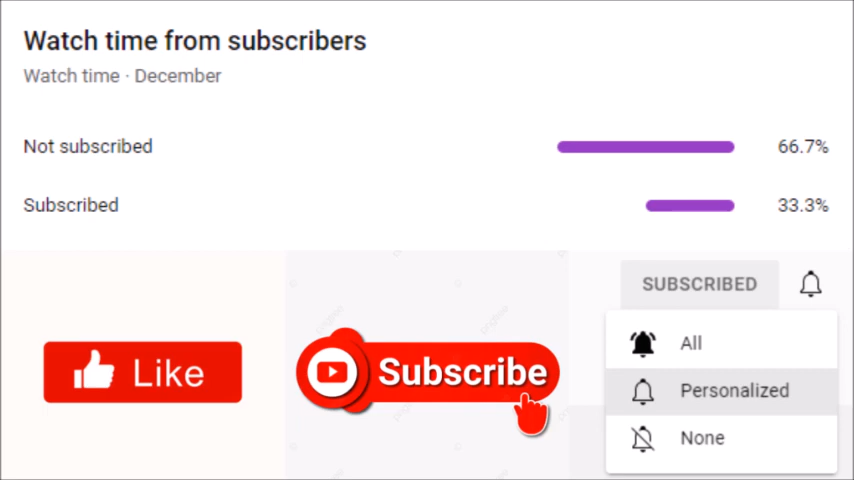 Watch time from subscribers
Watch time · December
Not subscribed 66.7%
Subscribed 33.3%
SUBSCRIBED
Like
Subscribe
All
Personalized
None